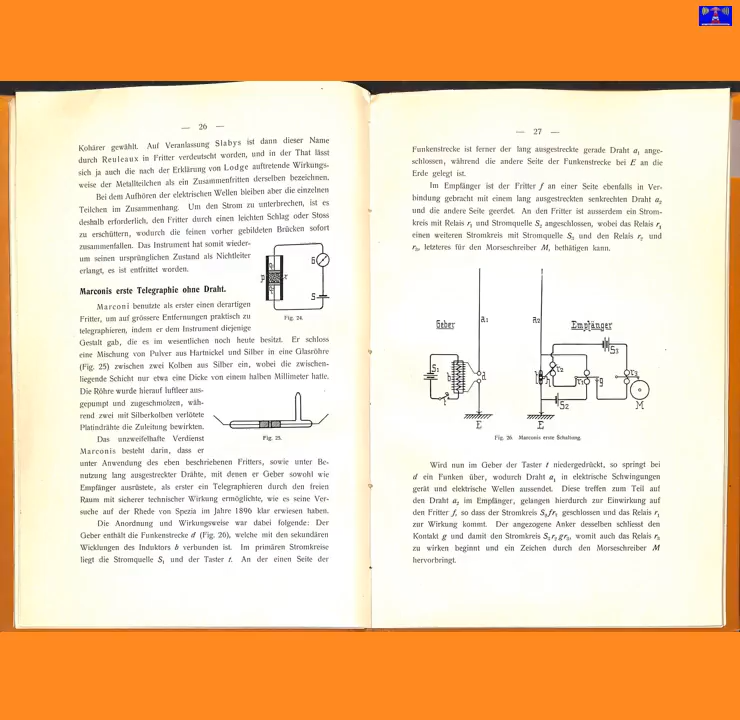 — 26 —
Kohärer gewählt. Auf Veranlassung Slabys ist dann dieser Name
durch Reuleaux in Fritter verdeutscht worden, und in der That lässt
sich ja auch die nach der Erklärung von Lodge auftretende Wirkungs-
weise der Metallteilchen als ein Zusammenfritten derselben bezeichnen.
Bei dem Aufhören der elektrischen Wellen bleiben aber die einzelnen
Teilchen im Zusammenhang. Um den Strom zu unterbrechen, ist es
deshalb erforderlich, den Fritter durch einen leichten Schlag oder Stoss
zu erschüttern, wodurch die feinen vorher gebildeten Brücken sofort
zusammenfallen. Das Instrument hat somit wieder-
um seinen ursprünglichen Zustand als Nichtleiter
erlangt, es ist entfrittet worden.
G
S
Fig. 24.
Marconis erste Telegraphie ohne Draht.
Marconi benutzte als erster einen derartigen
Fritter, um auf grössere Entfernungen praktisch zu
telegraphieren, indem er dem Instrument diejenige
Gestalt gab, die es im wesentlichen noch heute besitzt. Er schloss
eine Mischung von Pulver aus Hartnickel und Silber in eine Glasröhre
(Fig. 25) zwischen zwei Kolben aus Silber ein, wobei die zwischen-
liegende Schicht nur etwa eine Dicke von einem halben Millimeter hatte.
Die Röhre wurde hierauf luftleer aus-
gepumpt und zugeschmolzen, wäh-
rend zwei mit Silberkolben verlötete
Platindrähte die Zuleitung bewirkten.
Fig. 25.
Das unzweifelhafte Verdienst
Marconis besteht darin, dass er
unter Anwendung des eben beschriebenen Fritters, sowie unter Be-
nutzung lang ausgestreckter Drähte, mit denen er Geber sowohl wie
Empfänger ausrüstete, als erster ein Telegraphieren durch den freien
Raum mit sicherer technischer Wirkung ermöglichte, wie es seine Ver-
suche auf der Rhede von Spezia im Jahre 1896 klar erwiesen haben.
Die Anordnung und Wirkungsweise war dabei folgende: Der
Geber enthält die Funkenstrecke d (Fig. 26), welche mit den sekundären
Wicklungen des Induktors b verbunden ist. Im primären Stromkreise
liegt die Stromquelle S₁ und der Taster t. An der einen Seite der
— 27 —
Funkenstrecke ist ferner der lang ausgestreckte gerade Draht a₁ ange-
schlossen, während die andere Seite der Funkenstrecke bei E an die
Erde gelegt ist.
Im Empfänger ist der Fritter f an einer Seite ebenfalls in Ver-
bindung gebracht mit einem lang ausgestreckten senkrechten Draht a₂
und die andere Seite geerdet. An den Fritter ist ausserdem ein Strom-
kreis mit Relais r₁ und Stromquelle S₂ angeschlossen, wobei das Relais r₁
einen weiteren Stromkreis mit Stromquelle S₃ und den Relais r₂ und
r₃, letzteres für den Morseschreiber M, bethätigen kann.
Geber
a₁
a₂
Empfänger
S₁
b
d
t
E
S₃
r₂
h
r₁
g
r₃
S₂
M
E
Fig. 26. Marconis erste Schaltung.
Wird nun im Geber der Taster t niedergedrückt, so springt bei
d ein Funken über, wodurch Draht a₁ in elektrische Schwingungen
gerät und elektrische Wellen aussendet. Diese treffen zum Teil auf
den Draht a₂ im Empfänger, gelangen hierdurch zur Einwirkung auf
den Fritter f, so dass der Stromkreis S₂fr₁ geschlossen und das Relais r₁
zur Wirkung kommt. Der angezogene Anker desselben schliesst den
Kontakt g und damit den Stromkreis S₃r₂gr₃, womit auch das Relais r₃
zu wirken beginnt und ein Zeichen durch den Morseschreiber M
hervorbringt.